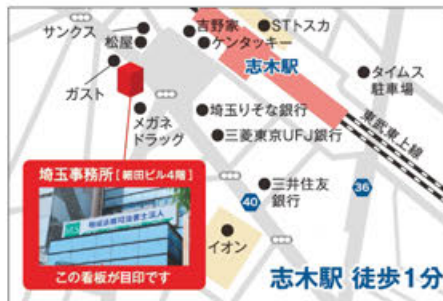 サンクス
松屋
ガスト
吉野家
ケンタッキー
STトスカ
志木駅
タイムス
駐車場
東武東上線
メガネ
ドラッグ
埼玉りそな銀行
三菱東京UFJ銀行
三井住友
銀行
40
36
イオン
埼玉事務所[細田ビル4階]
この看板が目印です
志木駅 徒歩1分